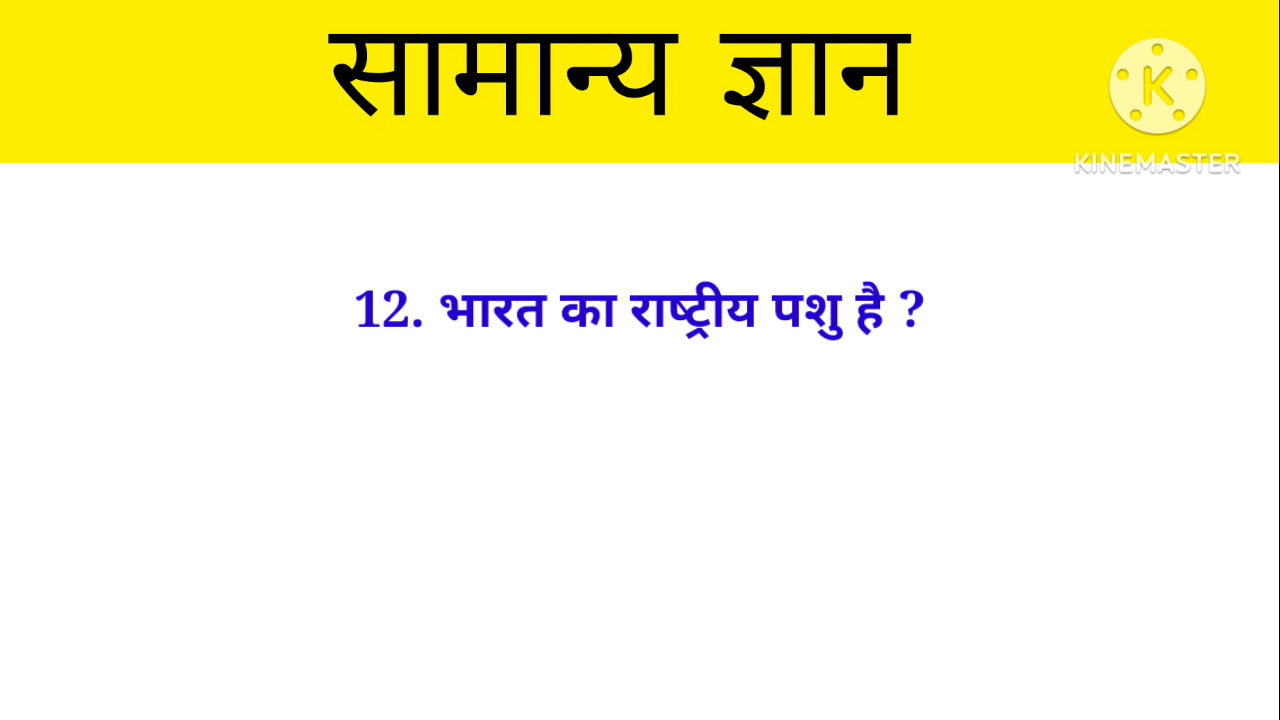 सामान्य ज्ञान
K
KINEMASTER
12. भारत का राष्ट्रीय पशु है ?